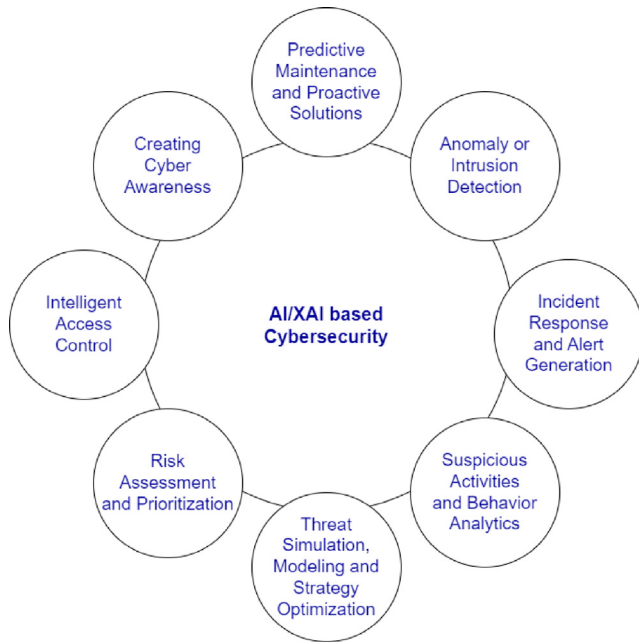 Predictive
Maintenance
and Proactive
Solutions
Anomaly or
Intrusion
Detection
Incident
Response
and Alert
Generation
Suspicious
Activities
and Behavior
Analytics
Threat
Simulation,
Modeling and
Strategy
Optimization
Risk
Assessment
and Prioritization
Intelligent
Access
Control
Creating
Cyber
Awareness
AI/XAI based
Cybersecurity